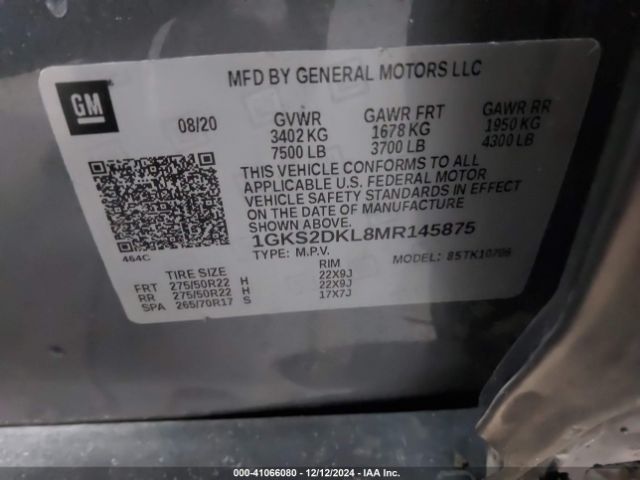 MFD BY GENERAL MOTORS LLC
GM
08/20 GVWR GAWR FRT GAWR RR
3402 KG 1678 KG 1950 KG
7500 LB 3700 LB 4300 LB
THIS VEHICLE CONFORMS TO ALL
APPLICABLE U.S. FEDERAL MOTOR
VEHICLE SAFETY STANDARDS IN EFFECT
ON THE DATE OF MANUFACTURE SHOWN ABOVE.
1GKS2DKL8MR145875
464C TYPE: M.P.V. MODEL: 85TK10706
TIRE SIZE RIM
FRT 275/50R22 H 22X9J
RR 275/50R22 H 22X9J
SPA 265/70R17 S 17X7J
000-41066080 - 12/12/2024 - IAA Inc.